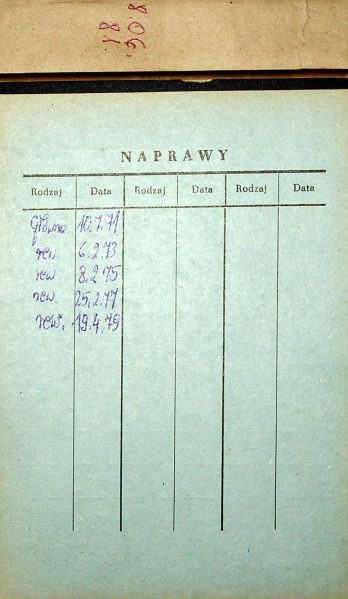 NAPRAWY
Rodzaj Data Rodzaj Data Rodzaj Data
Główna 10.7.71
rew. 6.2.73
rew 8.2.75
rew. 25.2.77
rew. 19.4.79